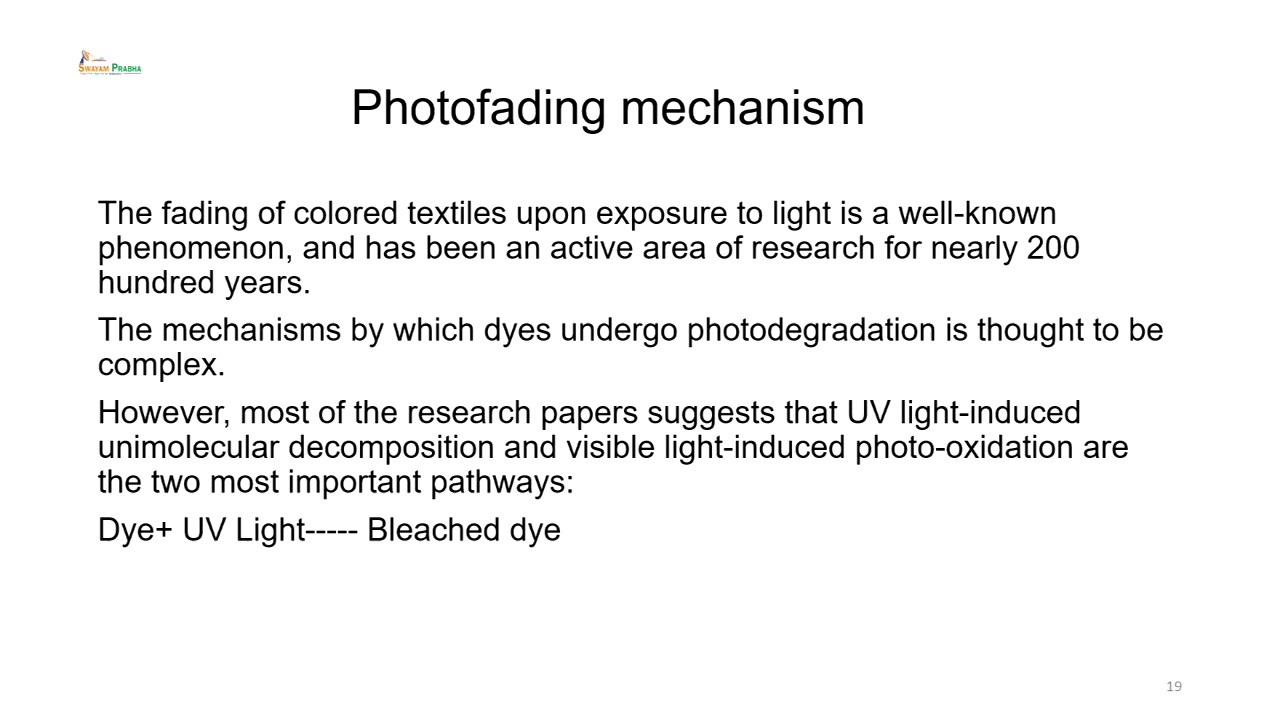 SWAYAM PRABHA
Photofading mechanism
The fading of colored textiles upon exposure to light is a well-known
phenomenon, and has been an active area of research for nearly 200
hundred years.
The mechanisms by which dyes undergo photodegradation is thought to be
complex.
However, most of the research papers suggests that UV light-induced
unimolecular decomposition and visible light-induced photo-oxidation are
the two most important pathways:
Dye+ UV Light----- Bleached dye
19